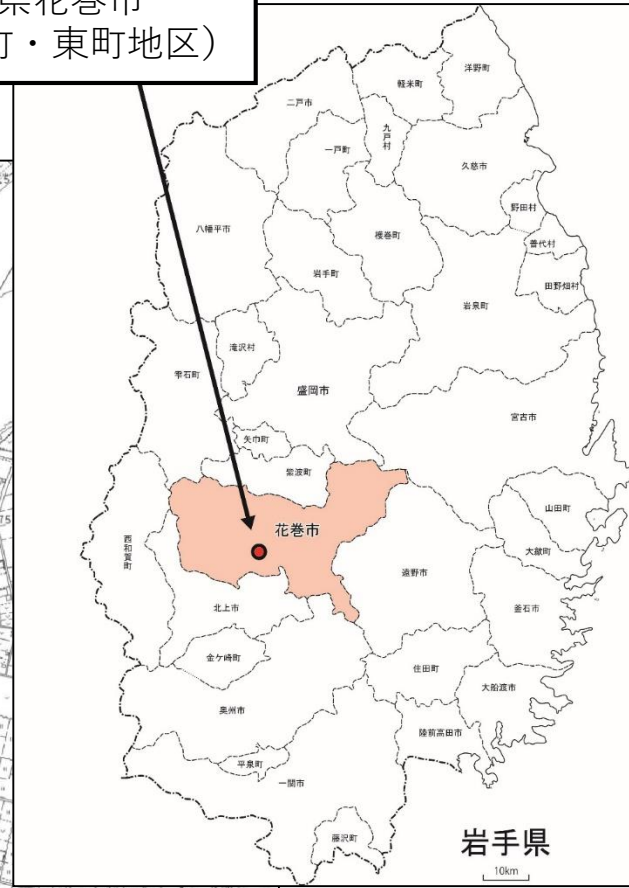 県花巻市
町・東町地区）
洋野町
軽米町
二戸市
九戸村
一戸町
久慈市
野田村
普代村
八幡平市
葛巻町
岩手町
田野畑村
岩泉町
滝沢村
雫石町
盛岡市
宮古市
矢巾町
紫波町
山田町
花巻市
大槌町
西和賀町
遠野市
釜石市
北上市
金ケ崎町
住田町
大船渡市
奥州市
陸前高田市
平泉町
一関市
藤沢町
岩手県
10km